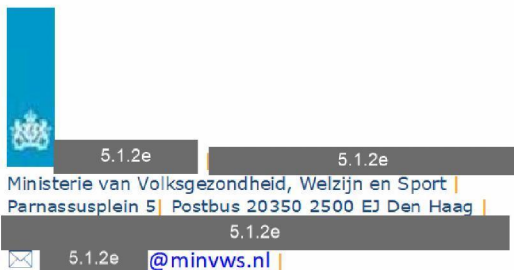 5.1.2e | 5.1.2e
Ministerie van Volksgezondheid, Welzijn en Sport |
Parnassusplein 5| Postbus 20350 2500 EJ Den Haag |
5.1.2e
5.1.2e @minvws.nl |